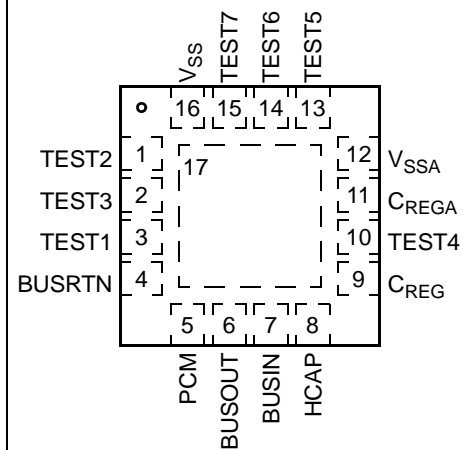 VSS
TEST7
TEST6
TEST5
16 15 14 13
17
TEST2 1
TEST3 2
TEST1 3
BUSRTN 4
12 VSSA
11 CREGA
10 TEST4
9 CREG
5 6 7 8
PCM
BUSOUT
BUSIN
HCAP